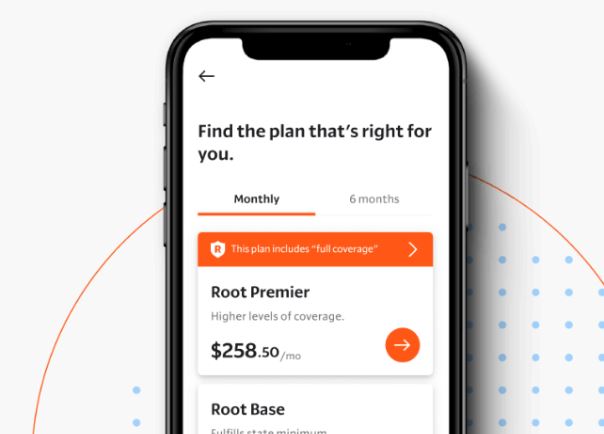 Find the plan that's right for
you.
Monthly
6 months
R
This plan includes "full coverage"
Root Premier
Higher levels of coverage.
$258.50/mo
Root Base
Fulfills state minimum